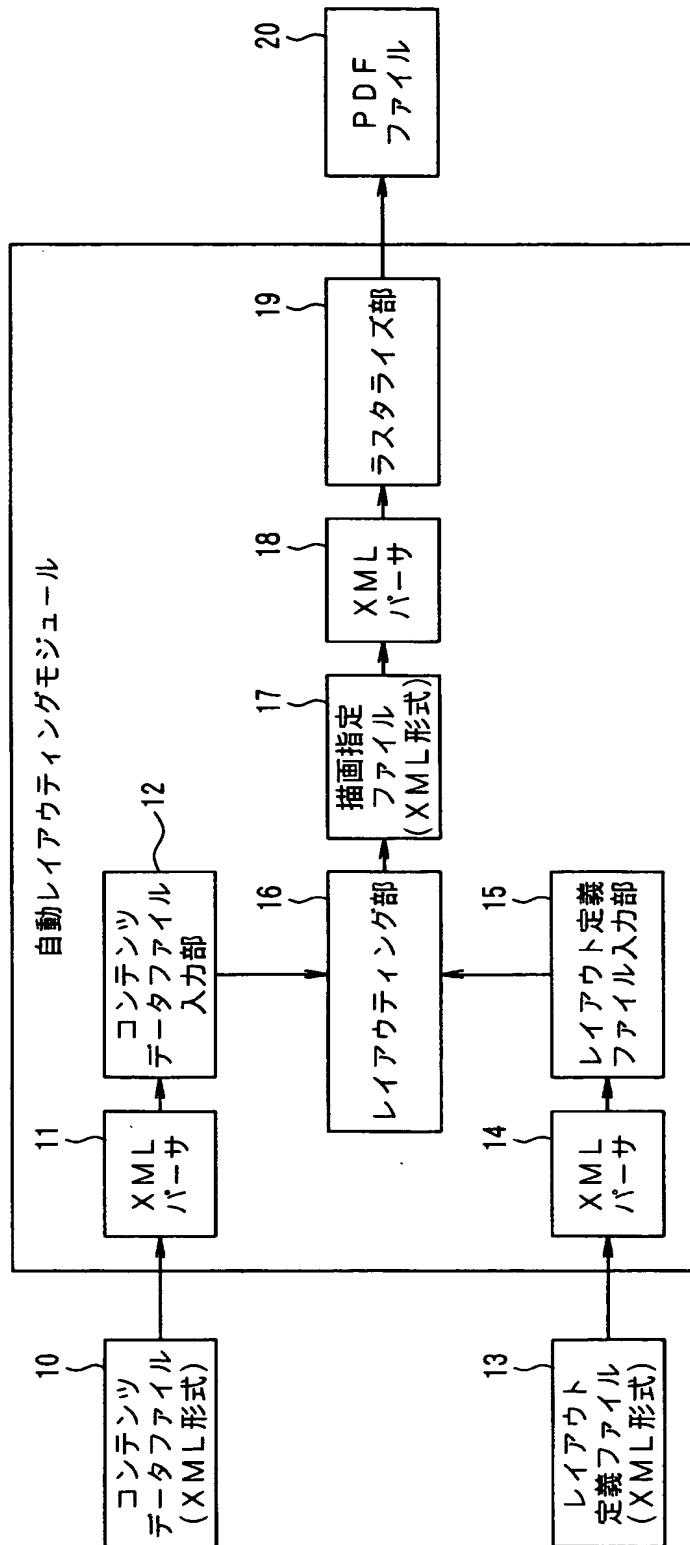 自動レイアウティングモジュール
10
コンテンツ
データファイル
(XML形式)
11
XML
パーサ
12
コンテンツ
データファイル
入力部
13
レイアウト
定義ファイル
(XML形式)
14
XML
パーサ
15
レイアウト定義
ファイル入力部
16
レイアウティング部
17
描画指定
ファイル
(XML形式)
18
XML
パーサ
19
ラスタライズ部
20
PDF
ファイル